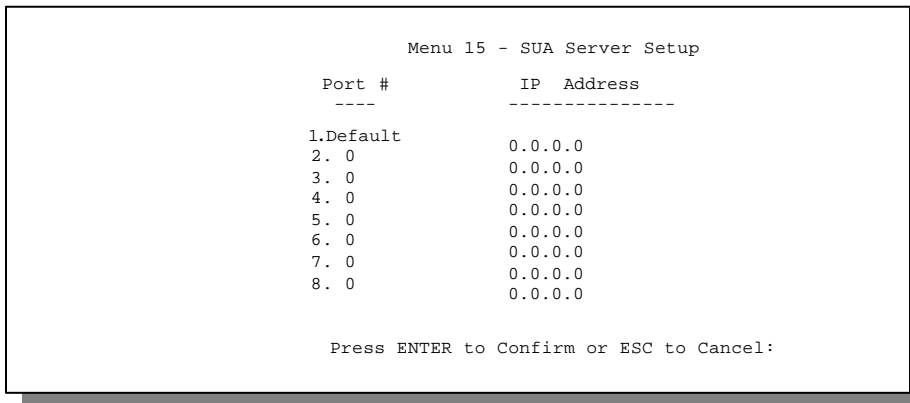 Menu 15 - SUA Server Setup
Port # IP Address
---- ---------------
1.Default 0.0.0.0
2. 0 0.0.0.0
3. 0 0.0.0.0
4. 0 0.0.0.0
5. 0 0.0.0.0
6. 0 0.0.0.0
7. 0 0.0.0.0
8. 0 0.0.0.0
Press ENTER to Confirm or ESC to Cancel: